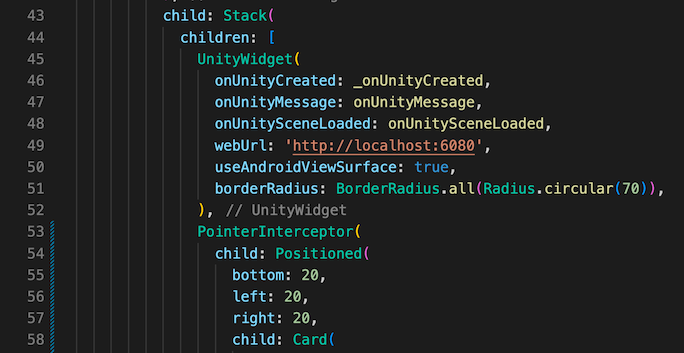 43 child: Stack(
44 children: [
45 UnityWidget(
46 onUnityCreated: _onUnityCreated,
47 onUnityMessage: onUnityMessage,
48 onUnitySceneLoaded: onUnitySceneLoaded,
49 webUrl: 'http://localhost:6080',
50 useAndroidViewSurface: true,
51 borderRadius: BorderRadius.all(Radius.circular(70)),
52 ), // UnityWidget
53 PointerInterceptor(
54 child: Positioned(
55 bottom: 20,
56 left: 20,
57 right: 20,
58 child: Card(